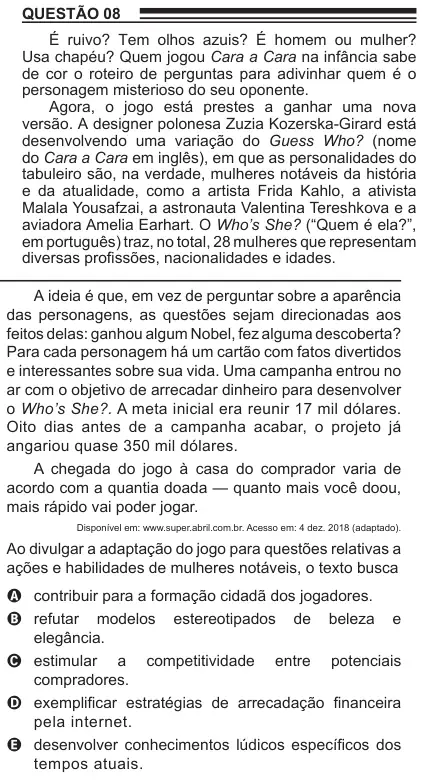 QUESTÃO 08
É ruivo? Tem olhos azuis? É homem ou mulher?
Usa chapéu? Quem jogou Cara a Cara na infância sabe
de cor o roteiro de perguntas para adivinhar quem é o
personagem misterioso do seu oponente.
Agora, o jogo está prestes a ganhar uma nova
versão. A designer polonesa Zuzia Kozerska-Girard está
desenvolvendo uma variação do Guess Who? (nome
do Cara a Cara em inglês), em que as personalidades do
tabuleiro são, na verdade, mulheres notáveis da história
e da atualidade, como a artista Frida Kahlo, a ativista
Malala Yousafzai, a astronauta Valentina Tereshkova e a
aviadora Amelia Earhart. O Who's She? (“Quem é ela?”,
em português) traz, no total, 28 mulheres que representam
diversas profissões, nacionalidades e idades.
A ideia é que, em vez de perguntar sobre a aparência
das personagens, as questões sejam direcionadas aos
feitos delas: ganhou algum Nobel, fez alguma descoberta?
Para cada personagem há um cartão com fatos divertidos
e interessantes sobre sua vida. Uma campanha entrou no
ar com o objetivo de arrecadar dinheiro para desenvolver
o Who's She?. A meta inicial era reunir 17 mil dólares.
Oito dias antes de a campanha acabar, o projeto já
angariou quase 350 mil dólares.
A chegada do jogo à casa do comprador varia de
acordo com a quantia doada — quanto mais você doou,
mais rápido vai poder jogar.
Disponível em: www.super.abril.com.br. Acesso em: 4 dez. 2018 (adaptado).
Ao divulgar a adaptação do jogo para questões relativas a
ações e habilidades de mulheres notáveis, o texto busca
A contribuir para a formação cidadã dos jogadores.
B refutar modelos estereotipados de beleza e
elegância.
C estimular a competitividade entre potenciais
compradores.
D exemplificar estratégias de arrecadação financeira
pela internet.
E desenvolver conhecimentos lúdicos específicos dos
tempos atuais.